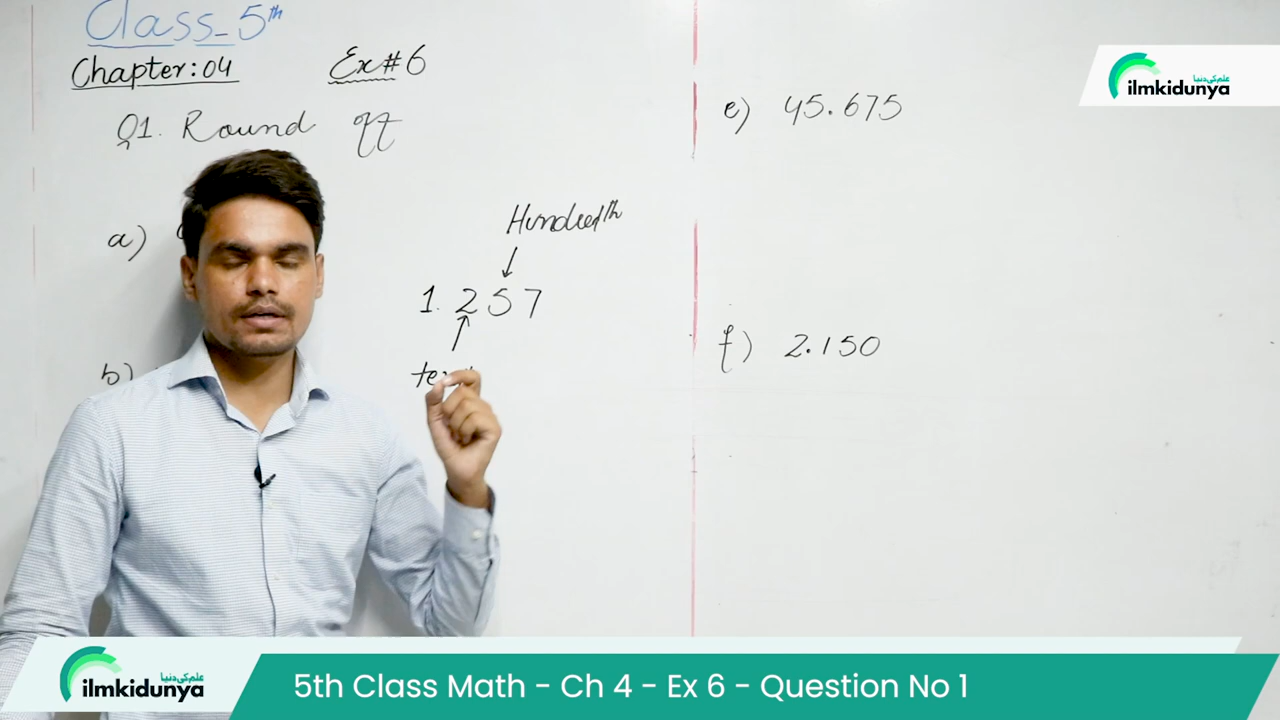 Class_5th
Chapter:04 Ex#6
Q1. Round off
a)
Hundredth
1.257
b)
e) 45.675
f) 2.150
علم کی دنیا
ilmkidunya
علم کی دنیا
ilmkidunya
5th Class Math - Ch 4 - Ex 6 - Question No 1